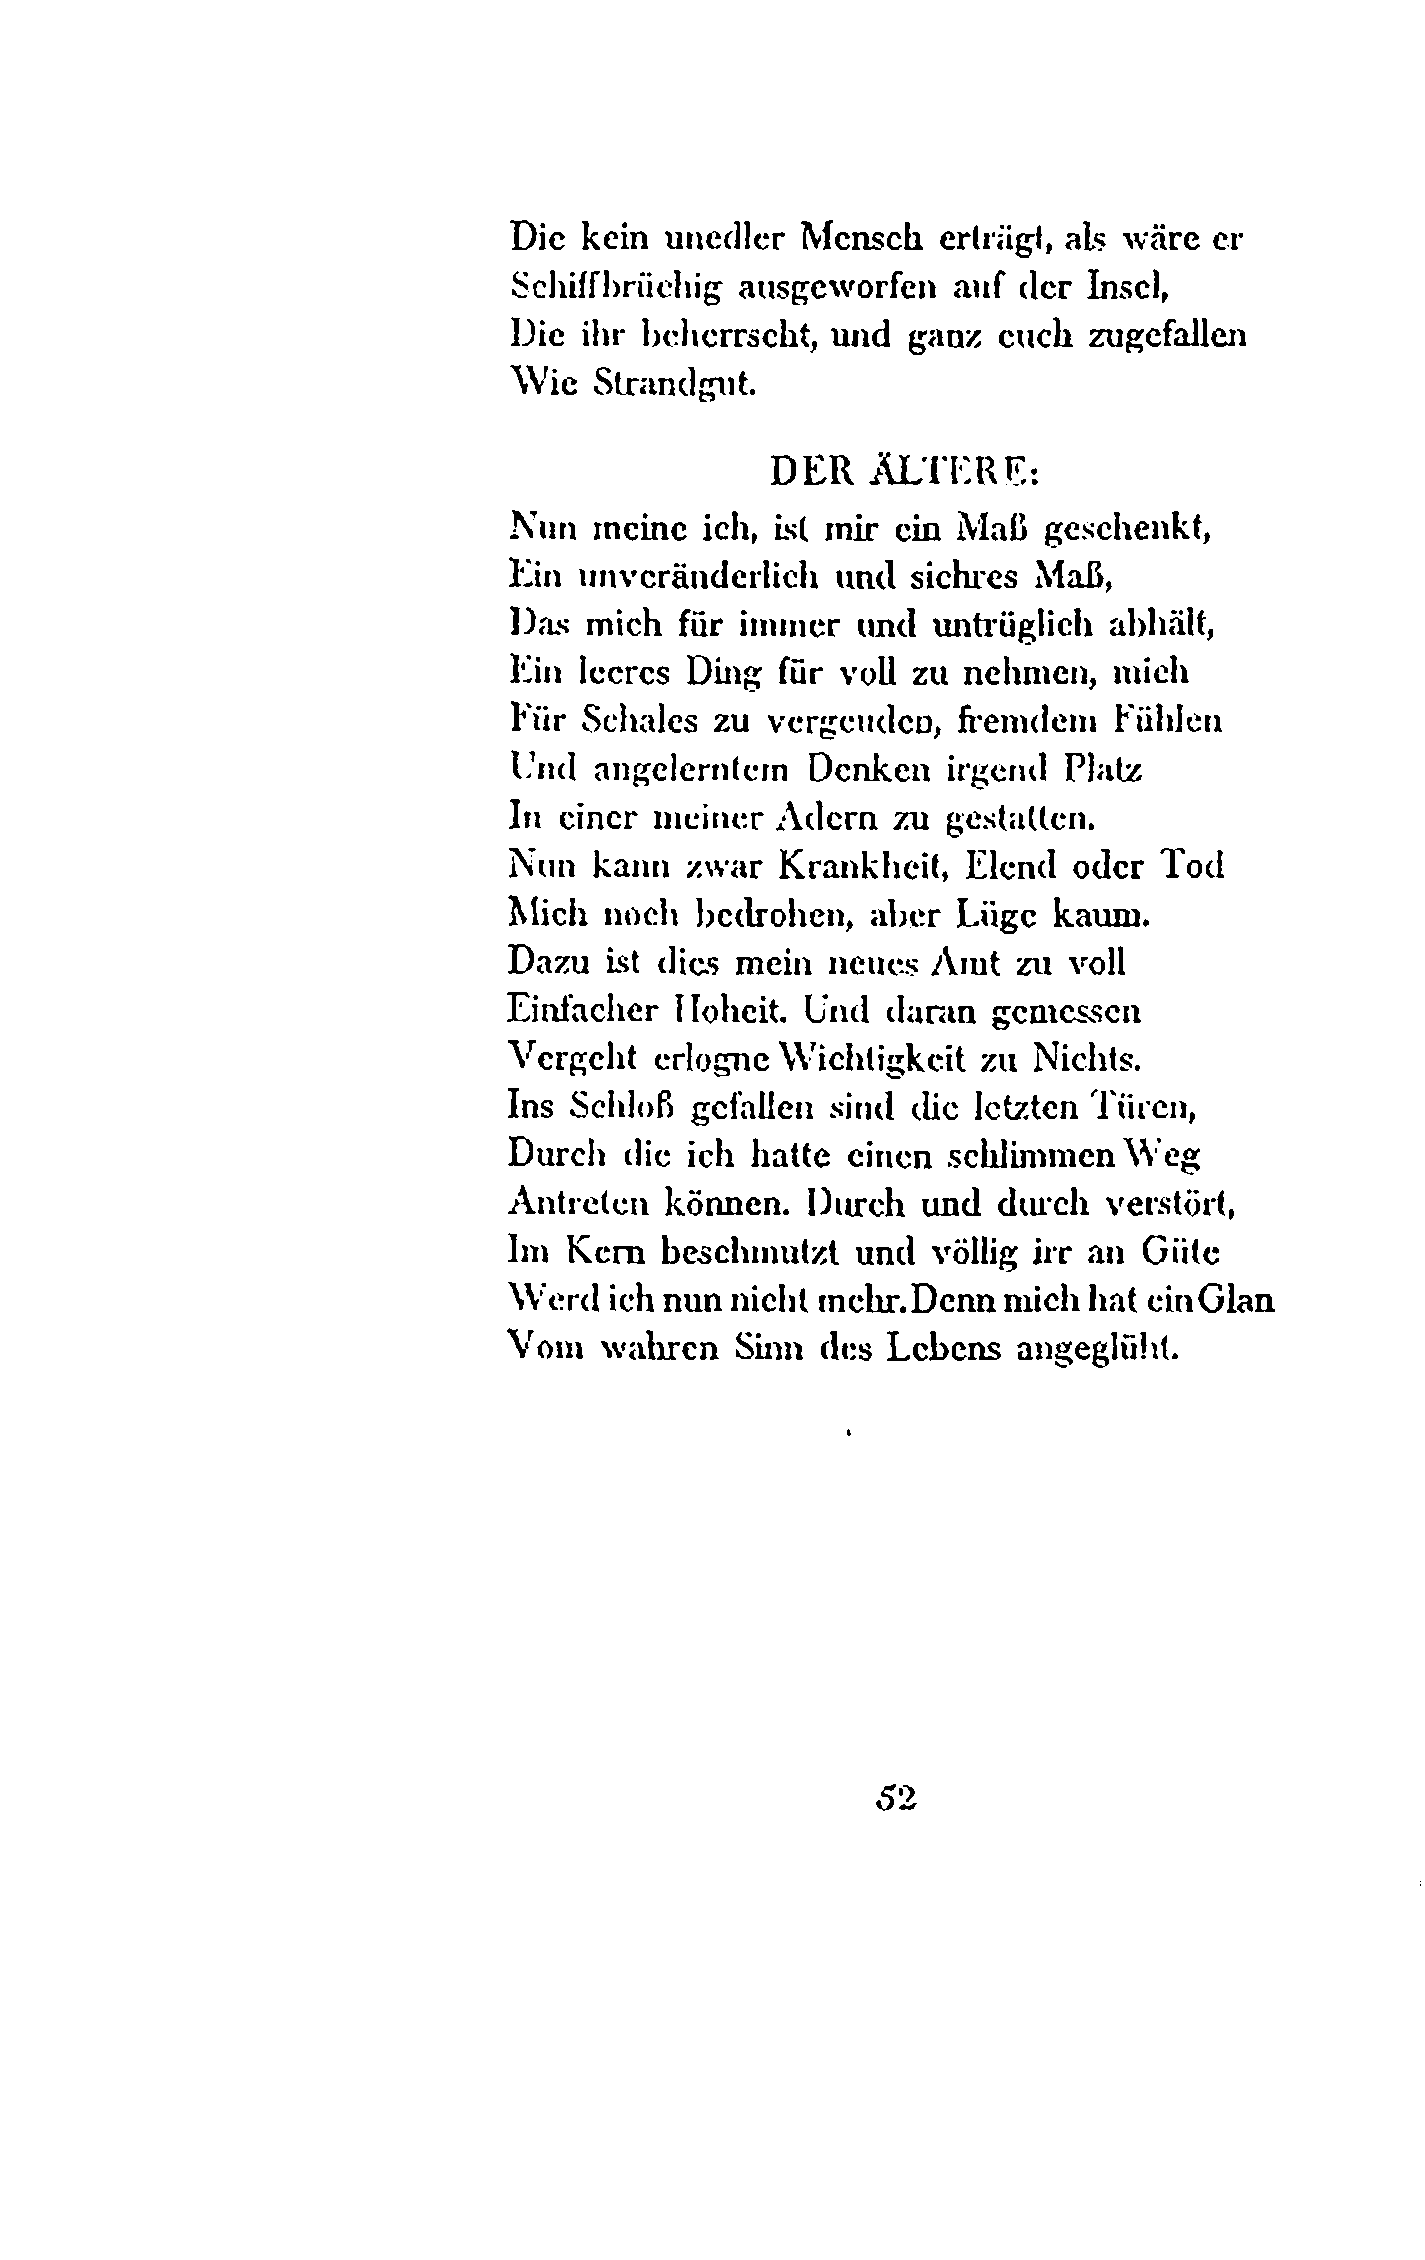 Die kein unedler Mensch erträgt, als wäre er
Schiffbrüchig ausgeworfen auf der Insel,
Die ihr beherrscht, und ganz euch zugefallen
Wie Strandgut.
DER ÄLTERE:
Nun meine ich, ist mir ein Maß geschenkt,
Ein unveränderlich und sichres Maß,
Das mich für immer und untrüglich abhält,
Ein leeres Ding für voll zu nehmen, mich
Für Schales zu vergeuden, fremdem Fühlen
Und angelerntem Denken irgend Platz
In einer meiner Adern zu gestatten.
Nun kann zwar Krankheit, Elend oder Tod
Mich noch bedrohen, aber Lüge kaum.
Dazu ist dies mein neues Amt zu voll
Einfacher Hoheit. Und daran gemessen
Vergeht erlogne Wichtigkeit zu Nichts.
Ins Schloß gefallen sind die letzten Türen,
Durch die ich hatte einen schlimmen Weg
Antreten können. Durch und durch verstört,
Im Kern beschmutzt und völlig irr an Güte
Werd ich nun nicht mehr. Denn mich hat ein Glan
Vom wahren Sinn des Lebens angeglüht.
52